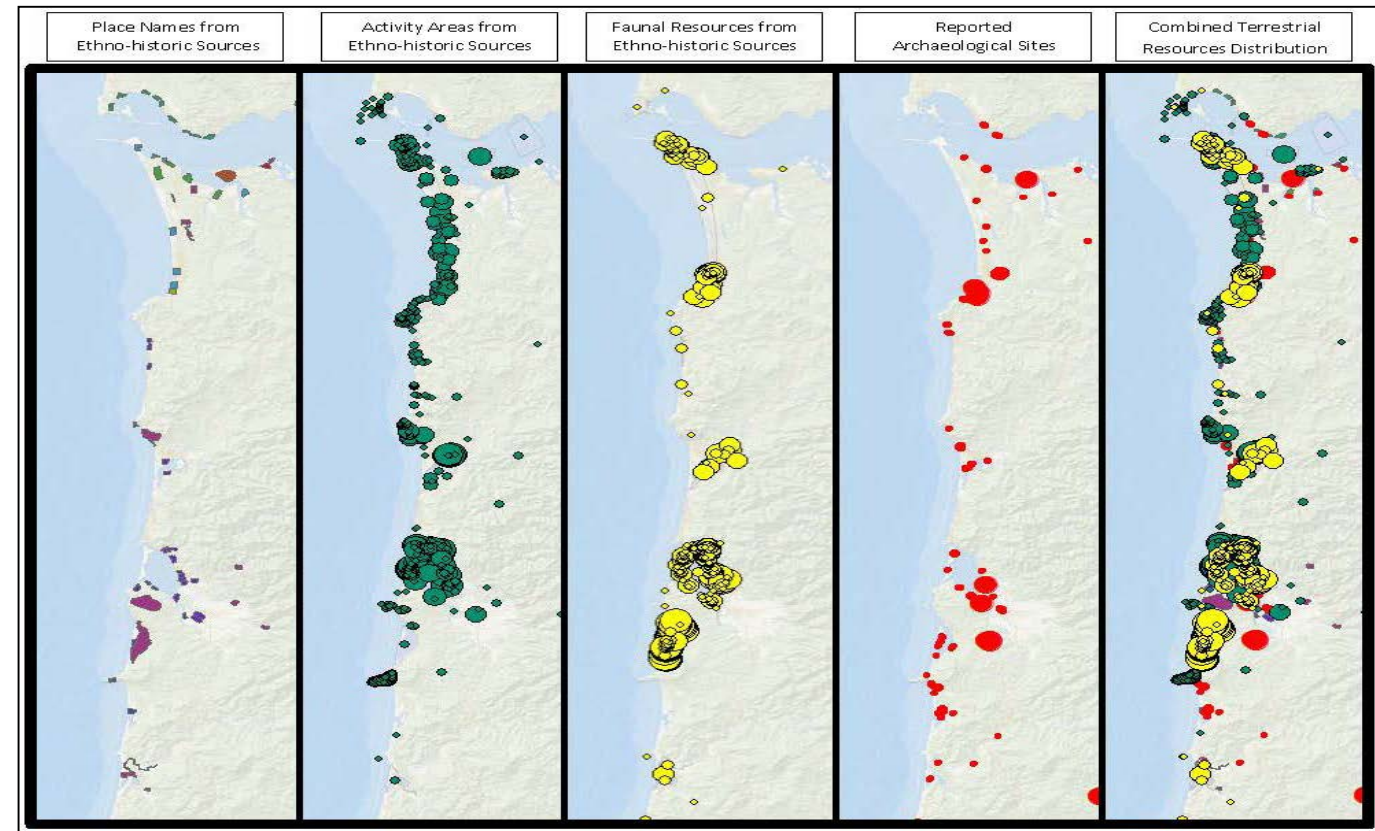 Place Names from
Ethno-historic Sources
Activity Areas from
Ethno-historic Sources
Faunal Resources from
Ethno-historic Sources
Reported
Archaeological Sites
Combined Terrestrial
Resources Distribution